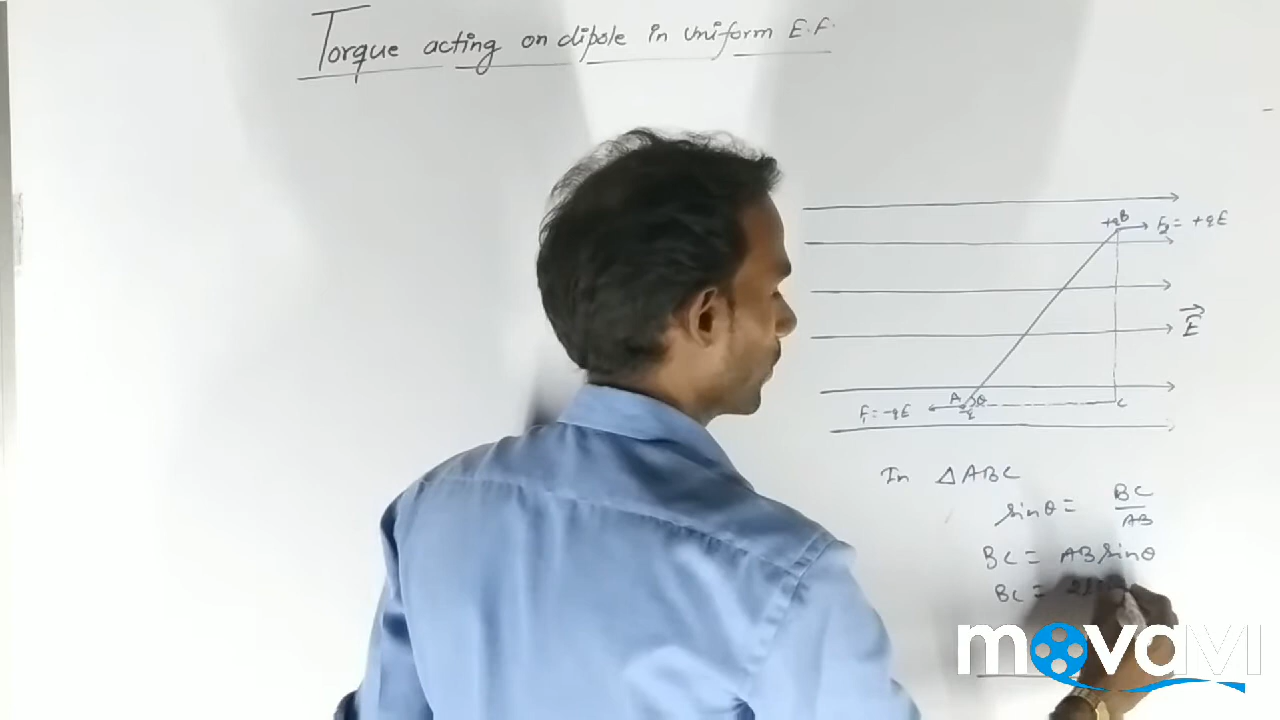 Torque acting on dipole in uniform E.F.
+q B
F2 = +qE
E
A θ
F1 = -qE
-q
C
In △ABC
sinθ = BC/AB
BC = AB sinθ
BC =
movavi